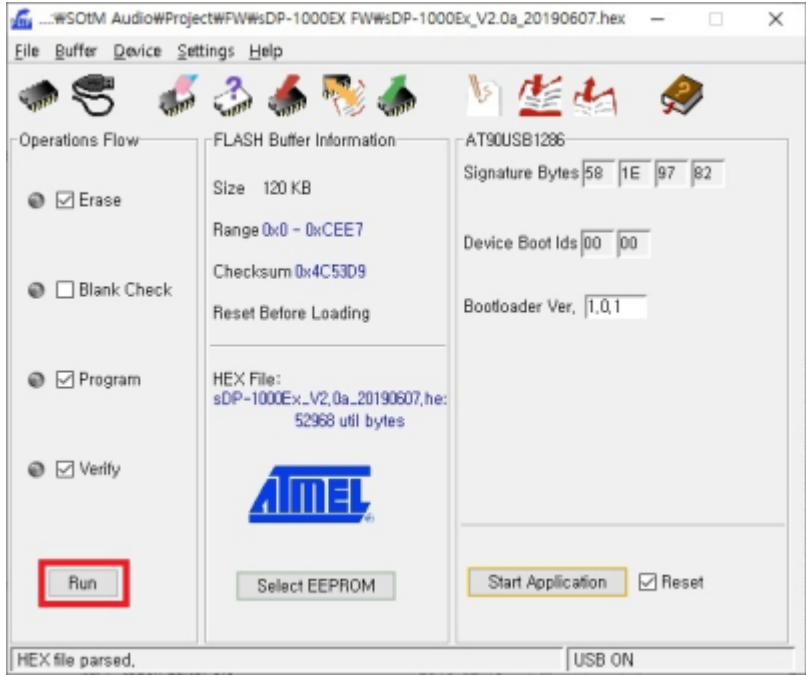 ...:₩SOtM Audio₩Project₩FW₩sDP-1000EX FW₩sDP-1000Ex_V2.0a_20190607.hex
File Buffer Device Settings Help
Operations Flow
Erase
Blank Check
Program
Verify
Run
FLASH Buffer Information
Size 120 KB
Range 0x0 - 0xCEE7
Checksum 0x4C53D9
Reset Before Loading
HEX File:
sDP-1000Ex_V2,0a_20190607,he:
52968 util bytes
ATMEL
Select EEPROM
AT90USB1286
Signature Bytes 58 1E 97 82
Device Boot Ids 00 00
Bootloader Ver, 1,0,1
Start Application Reset
HEX file parsed, USB ON